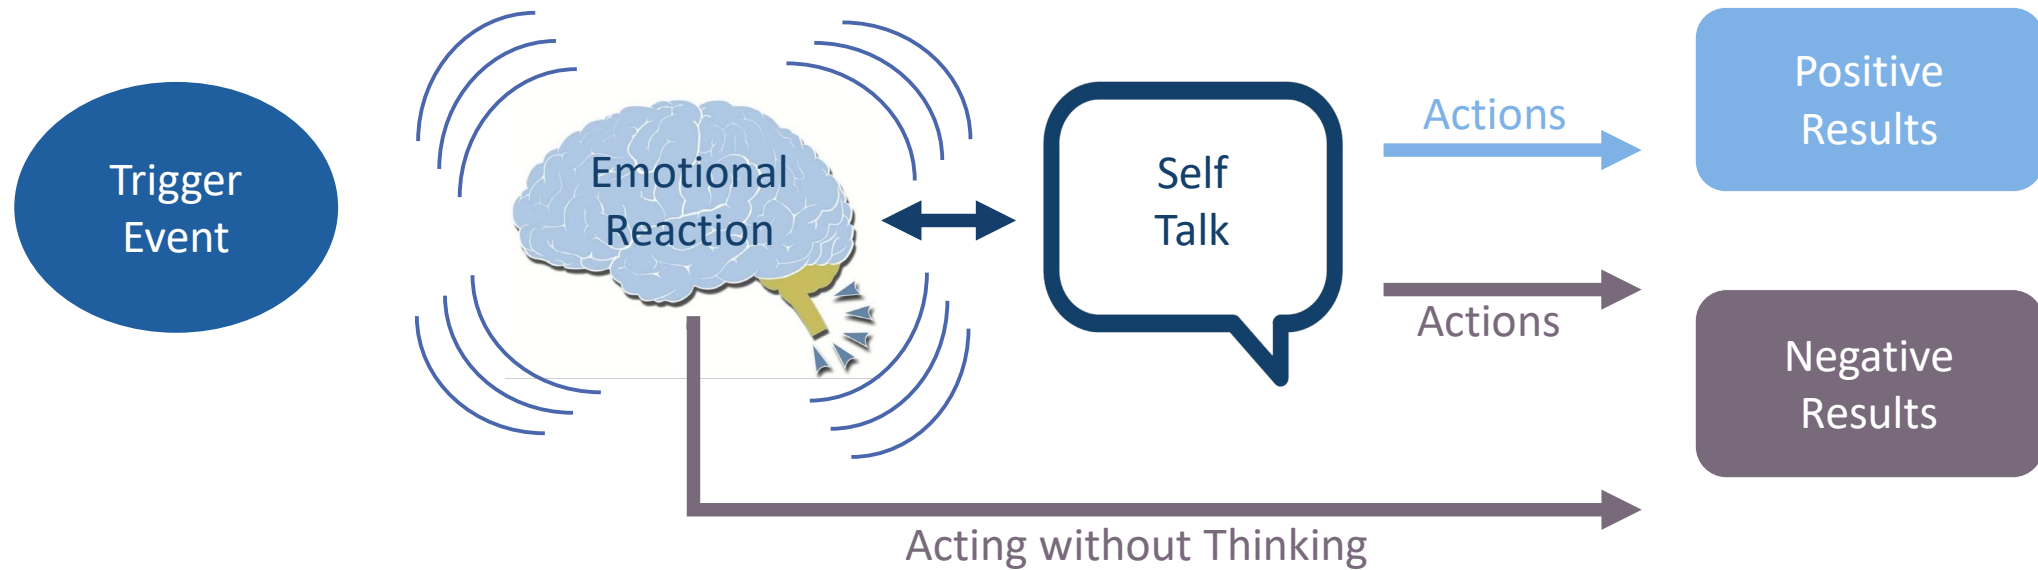 Trigger
Event
Emotional
Reaction
Self
Talk
Actions
Actions
Acting without Thinking
Positive
Results
Negative
Results